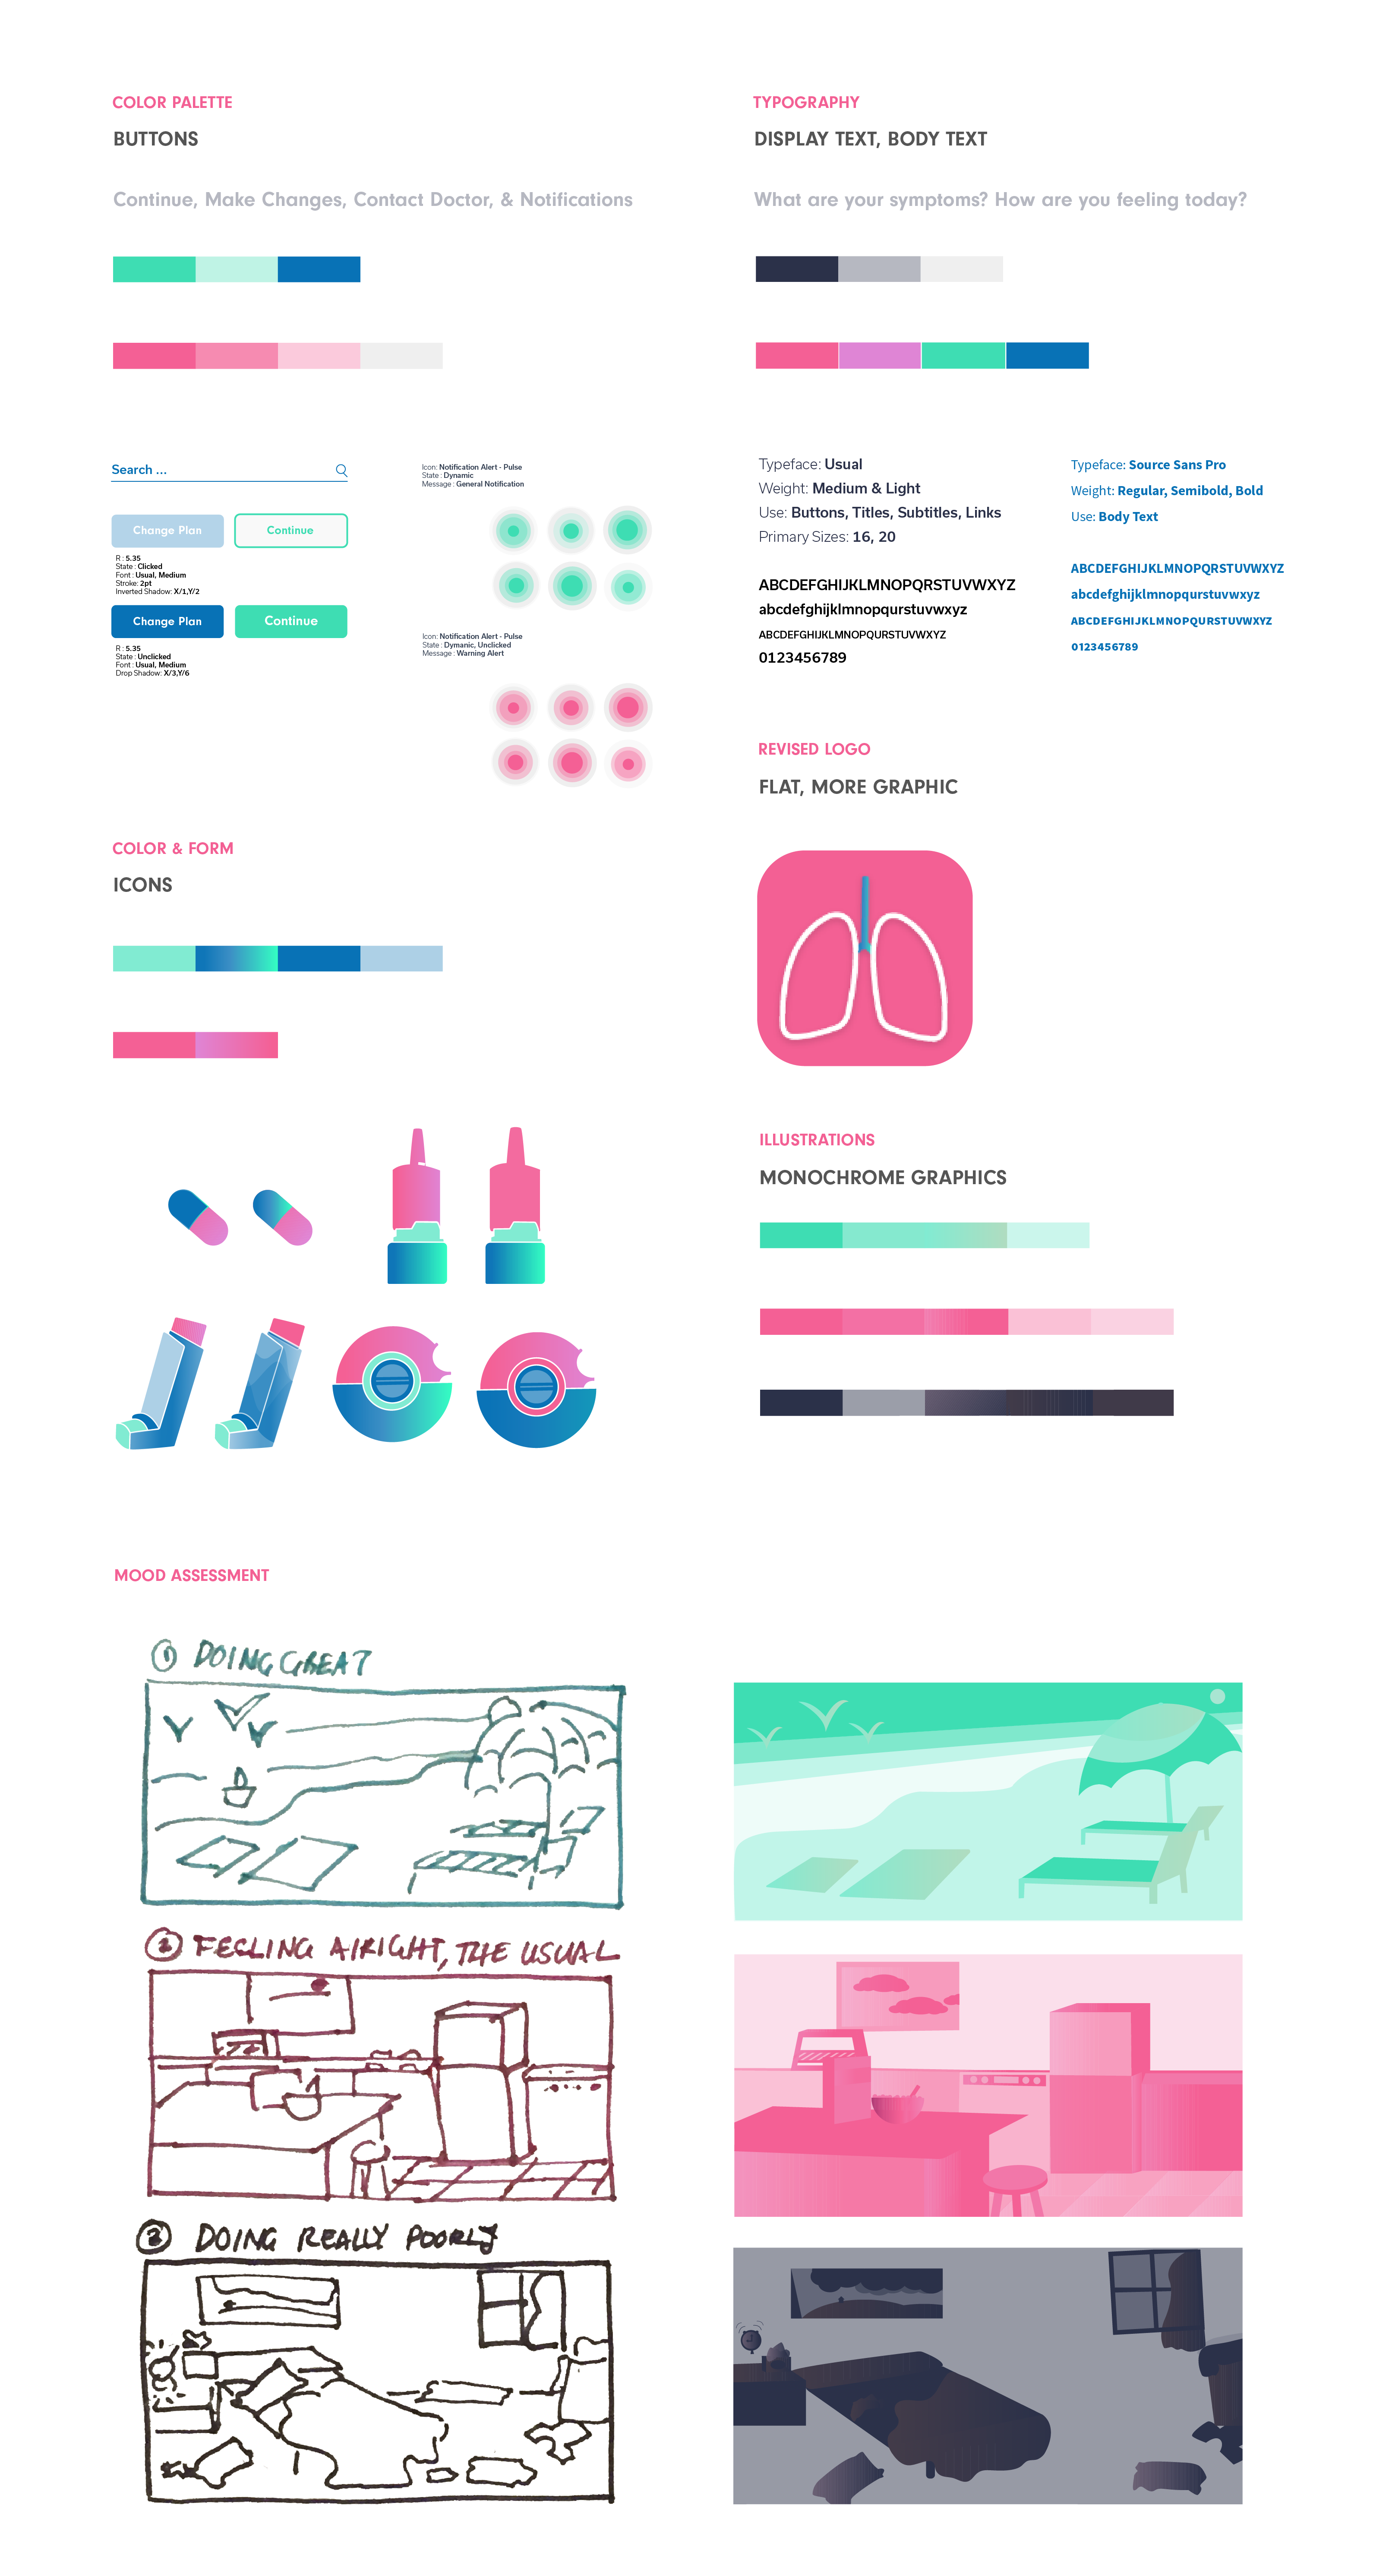 COLOR PALETTE
BUTTONS
Continue, Make Changes, Contact Doctor, & Notifications
TYPOGRAPHY
DISPLAY TEXT, BODY TEXT
What are your symptoms? How are you feeling today?
Search ...
Change Plan
Continue
R : 5.35
State : Clicked
Font : Usual, Medium
Stroke: 2pt
Inverted Shadow: X/1,Y/2
Change Plan
Continue
R : 5.35
State : Unclicked
Font : Usual, Medium
Drop Shadow: X/3,Y/6
Icon: Notification Alert - Pulse
State : Dynamic
Message : General Notification
Icon: Notification Alert - Pulse
State : Dymanic, Unclicked
Message : Warning Alert
Typeface: Usual
Weight: Medium & Light
Use: Buttons, Titles, Subtitles, Links
Primary Sizes: 16, 20
ABCDEFGHIJKLMNOPQRSTUVWXYZ
abcdefghijklmnopqurstuvwxyz
ABCDEFGHIJKLMNOPQURSTUVWXYZ
0123456789
Typeface: Source Sans Pro
Weight: Regular, Semibold, Bold
Use: Body Text
ABCDEFGHIJKLMNOPQRSTUVWXYZ
abcdefghijklmnopqurstuvwxyz
ABCDEFGHIJKLMNOPQURSTUVWXYZ
0123456789
REVISED LOGO
FLAT, MORE GRAPHIC
COLOR & FORM
ICONS
ILLUSTRATIONS
MONOCHROME GRAPHICS
MOOD ASSESSMENT
① DOING GREAT
② FEELING AIRIGHT, THE USUAL
③ DOING REALLY POORLY